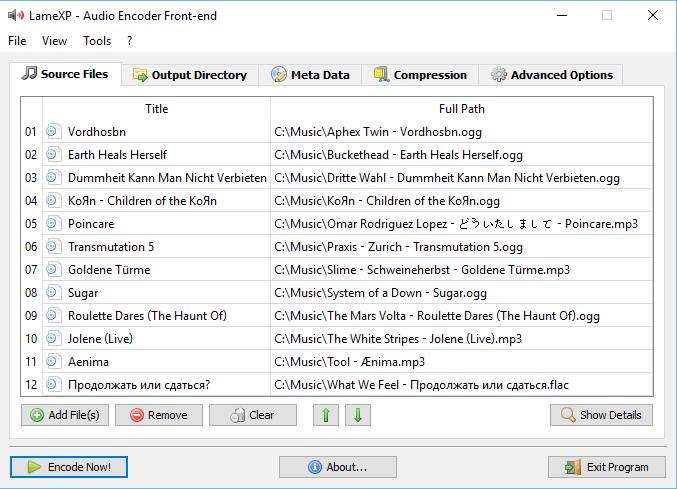 LameXP - Audio Encoder Front-end
File View Tools ?
Source Files Output Directory Meta Data Compression Advanced Options
Title Full Path
01 Vordhosbn C:\Music\Aphex Twin - Vordhosbn.ogg
02 Earth Heals Herself C:\Music\Buckethead - Earth Heals Herself.ogg
03 Dummheit Kann Man Nicht Verbieten C:\Music\Dritte Wahl - Dummheit Kann Man Nicht Verbieten.ogg
04 KoЯn - Children of the KoЯn C:\Music\KoЯn - Children of the KoЯn.ogg
05 Poincare C:\Music\Omar Rodriguez Lopez - どういたしまして - Poincare.mp3
06 Transmutation 5 C:\Music\Praxis - Zurich - Transmutation 5.ogg
07 Goldene Türme C:\Music\Slime - Schweineherbst - Goldene Türme.mp3
08 Sugar C:\Music\System of a Down - Sugar.ogg
09 Roulette Dares (The Haunt Of) C:\Music\The Mars Volta - Roulette Dares (The Haunt Of).ogg
10 Jolene (Live) C:\Music\The White Stripes - Jolene (Live).mp3
11 Aenima C:\Music\Tool - Ænima.mp3
12 Продолжать или сдаться? C:\Music\What We Feel - Продолжать или сдаться.flac
Add File(s) Remove Clear Show Details
Encode Now! About... Exit Program